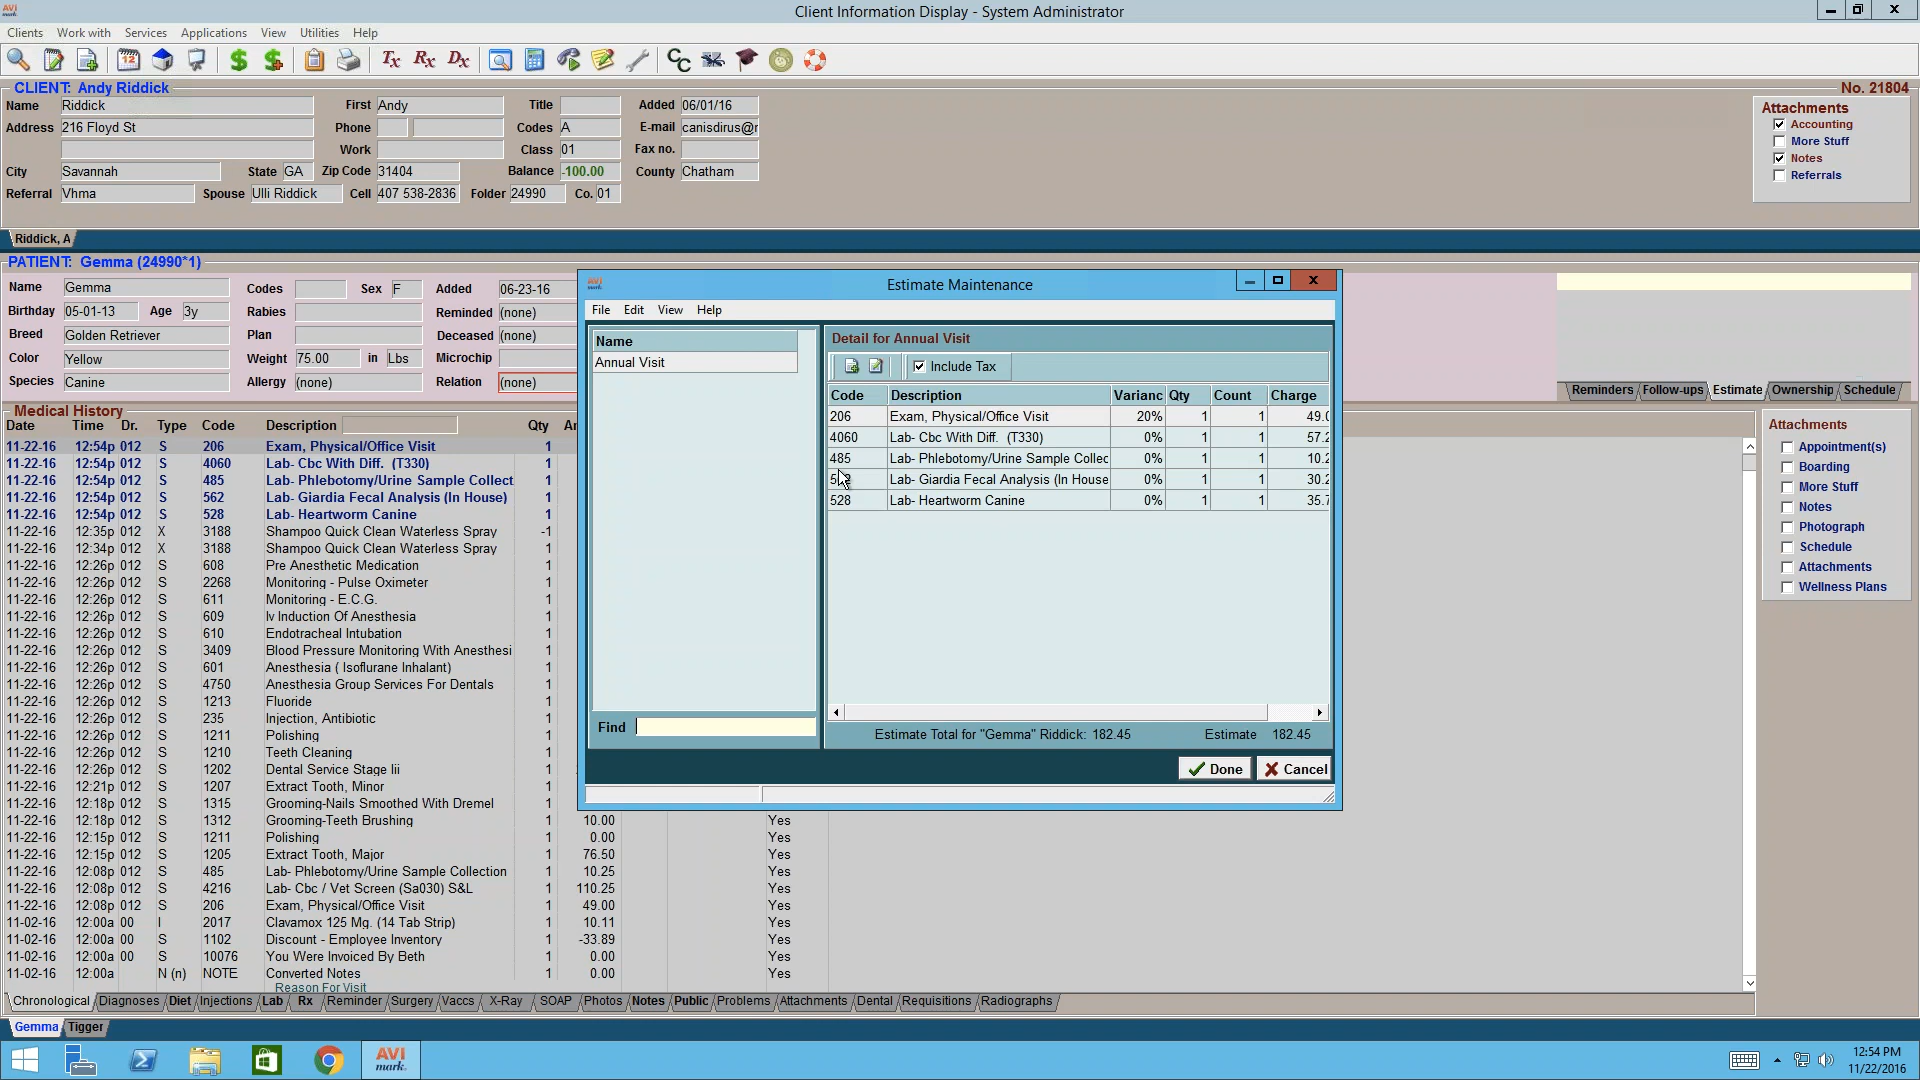 AVI mark
Client Information Display - System Administrator
Clients Work with Services Applications View Utilities Help
12 $ $ Tx Rx Dx CC
CLIENT: Andy Riddick No. 21804
Name Riddick First Andy Title Added 06/01/16 Attachments
Address 216 Floyd St Phone Codes A E-mail canisdirus@r Accounting
Work Class 01 Fax no. More Stuff
City Savannah State GA Zip Code 31404 Balance -100.00 County Chatham Notes
Referral Vhma Spouse Ulli Riddick Cell 407 538-2836 Folder 24990 Co. 01 Referrals
Riddick, A
PATIENT: Gemma (24990*1)
Name Gemma Codes Sex F Added 06-23-16
Birthday 05-01-13 Age 3y Rabies Reminded (none)
Breed Golden Retriever Plan Deceased (none)
Color Yellow Weight 75.00 in Lbs Microchip
Species Canine Allergy (none) Relation (none)
Reminders Follow-ups Estimate Ownership Schedule
Medical History
Date Time Dr. Type Code Description Qty
11-22-16 12:54p 012 S 206 Exam, Physical/Office Visit 1
11-22-16 12:54p 012 S 4060 Lab- Cbc With Diff. (T330) 1
11-22-16 12:54p 012 S 485 Lab- Phlebotomy/Urine Sample Collect 1
11-22-16 12:54p 012 S 562 Lab- Giardia Fecal Analysis (In House) 1
11-22-16 12:54p 012 S 528 Lab- Heartworm Canine 1
11-22-16 12:35p 012 X 3188 Shampoo Quick Clean Waterless Spray -1
11-22-16 12:34p 012 X 3188 Shampoo Quick Clean Waterless Spray 1
11-22-16 12:26p 012 S 608 Pre Anesthetic Medication 1
11-22-16 12:26p 012 S 2268 Monitoring - Pulse Oximeter 1
11-22-16 12:26p 012 S 611 Monitoring - E.C.G. 1
11-22-16 12:26p 012 S 609 Iv Induction Of Anesthesia 1
11-22-16 12:26p 012 S 610 Endotracheal Intubation 1
11-22-16 12:26p 012 S 3409 Blood Pressure Monitoring With Anesthesi 1
11-22-16 12:26p 012 S 601 Anesthesia ( Isoflurane Inhalant) 1
11-22-16 12:26p 012 S 4750 Anesthesia Group Services For Dentals 1
11-22-16 12:26p 012 S 1213 Fluoride 1
11-22-16 12:26p 012 S 235 Injection, Antibiotic 1
11-22-16 12:26p 012 S 1211 Polishing 1
11-22-16 12:26p 012 S 1210 Teeth Cleaning 1
11-22-16 12:26p 012 S 1202 Dental Service Stage Iii 1
11-22-16 12:21p 012 S 1207 Extract Tooth, Minor 1
11-22-16 12:18p 012 S 1315 Grooming-Nails Smoothed With Dremel 1
11-22-16 12:18p 012 S 1312 Grooming-Teeth Brushing 1 10.00 Yes
11-22-16 12:15p 012 S 1211 Polishing 1 0.00 Yes
11-22-16 12:15p 012 S 1205 Extract Tooth, Major 1 76.50 Yes
11-22-16 12:08p 012 S 485 Lab- Phlebotomy/Urine Sample Collection 1 10.25 Yes
11-22-16 12:08p 012 S 4216 Lab- Cbc / Vet Screen (Sa030) S&L 1 110.25 Yes
11-22-16 12:08p 012 S 206 Exam, Physical/Office Visit 1 49.00 Yes
11-02-16 12:00a 00 I 2017 Clavamox 125 Mg. (14 Tab Strip) 1 10.11 Yes
11-02-16 12:00a 00 S 1102 Discount - Employee Inventory 1 -33.89 Yes
11-02-16 12:00a 00 S 10076 You Were Invoiced By Beth 1 0.00 Yes
11-02-16 12:00a N (n) NOTE Converted Notes 1 0.00 Yes
Reason For Visit
Chronological Diagnoses Diet Injections Lab Rx Reminder Surgery Vaccs X-Ray SOAP Photos Notes Public Problems Attachments Dental Requisitions Radiographs
Gemma Tigger
AVI mark
Estimate Maintenance
File Edit View Help
Name
Annual Visit
Find
Detail for Annual Visit
Include Tax
Code Description Varianc Qty Count Charge
206 Exam, Physical/Office Visit 20% 1 1 49.0
4060 Lab- Cbc With Diff. (T330) 0% 1 1 57.2
485 Lab- Phlebotomy/Urine Sample Collec 0% 1 1 10.2
Lab- Giardia Fecal Analysis (In House 0% 1 1 30.2
528 Lab- Heartworm Canine 0% 1 1 35.7
Estimate Total for "Gemma" Riddick: 182.45 Estimate 182.45
Done Cancel
Attachments
Appointment(s)
Boarding
More Stuff
Notes
Photograph
Schedule
Attachments
Wellness Plans
AVI mark.
12:54 PM
11/22/2016